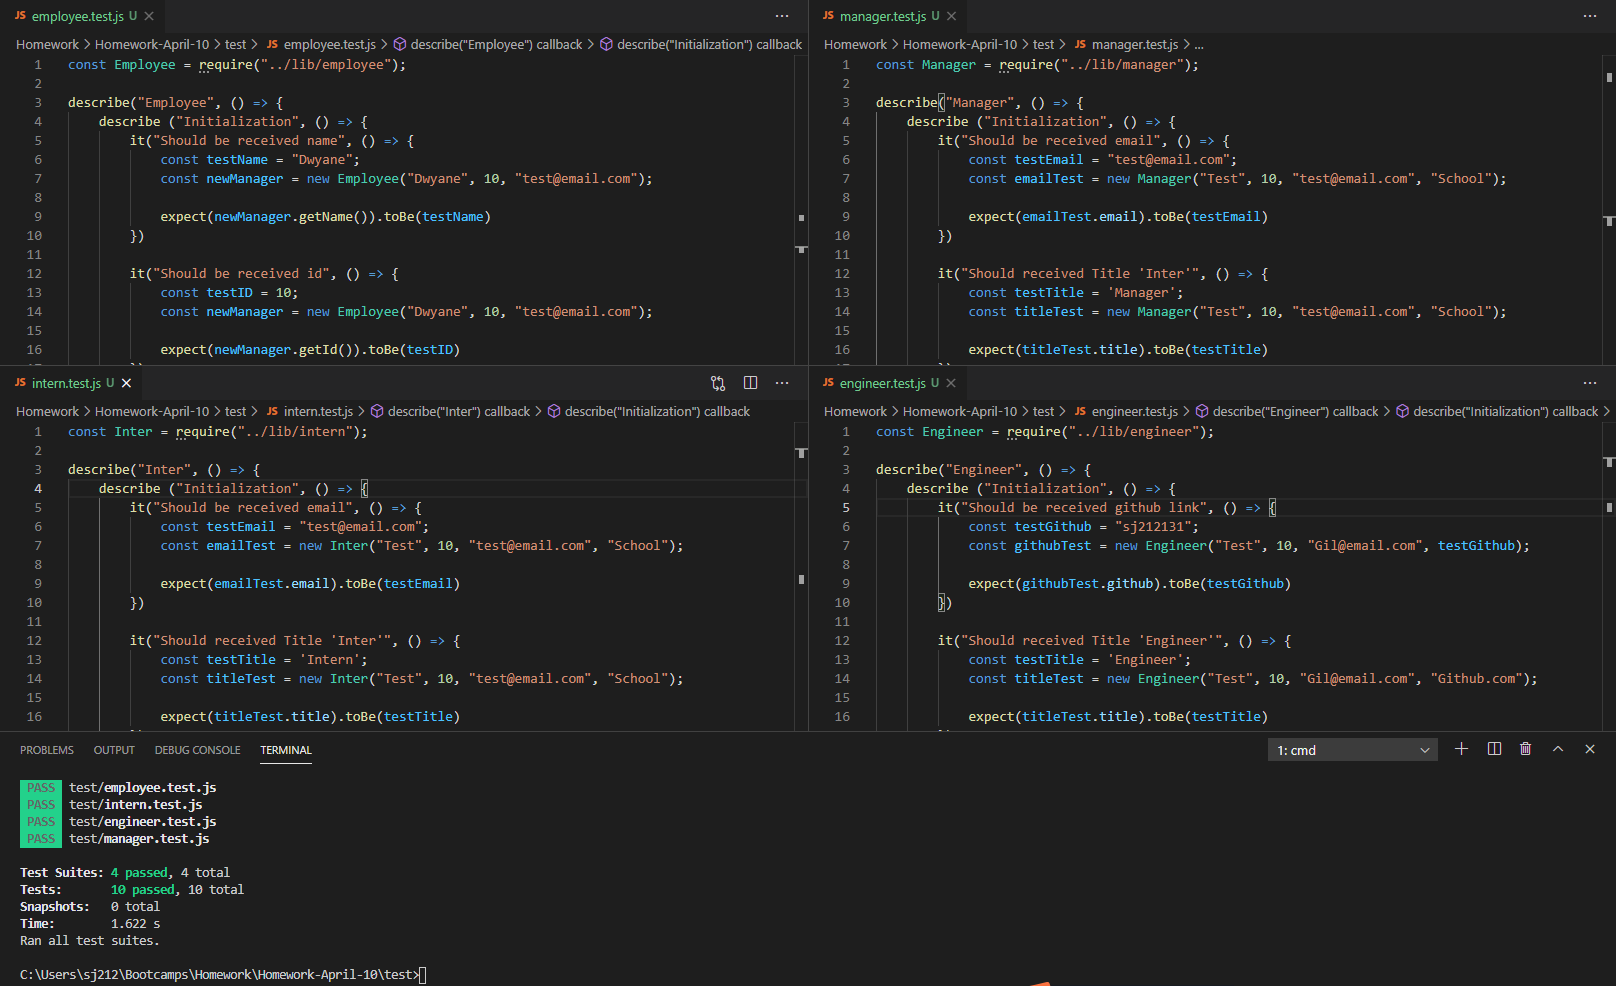 JS employee.test.js U
Homework > Homework-April-10 > test > JS employee.test.js > describe("Employee") callback > describe("Initialization") callback
1 const Employee = require("../lib/employee");
2
3 describe("Employee", () => {
4 describe ("Initialization", () => {
5 it("Should be received name", () => {
6 const testName = "Dwyane";
7 const newManager = new Employee("Dwyane", 10, "test@email.com");
8
9 expect(newManager.getName()).toBe(testName)
10 })
11
12 it("Should be received id", () => {
13 const testID = 10;
14 const newManager = new Employee("Dwyane", 10, "test@email.com");
15
16 expect(newManager.getId()).toBe(testID)
JS manager.test.js U
Homework > Homework-April-10 > test > JS manager.test.js > ...
1 const Manager = require("../lib/manager");
2
3 describe("Manager", () => {
4 describe ("Initialization", () => {
5 it("Should be received email", () => {
6 const testEmail = "test@email.com";
7 const emailTest = new Manager("Test", 10, "test@email.com", "School");
8
9 expect(emailTest.email).toBe(testEmail)
10 })
11
12 it("Should received Title 'Inter'", () => {
13 const testTitle = 'Manager';
14 const titleTest = new Manager("Test", 10, "test@email.com", "School");
15
16 expect(titleTest.title).toBe(testTitle)
JS intern.test.js U
Homework > Homework-April-10 > test > JS intern.test.js > describe("Inter") callback > describe("Initialization") callback
1 const Inter = require("../lib/intern");
2
3 describe("Inter", () => {
4 describe ("Initialization", () => {
5 it("Should be received email", () => {
6 const testEmail = "test@email.com";
7 const emailTest = new Inter("Test", 10, "test@email.com", "School");
8
9 expect(emailTest.email).toBe(testEmail)
10 })
11
12 it("Should received Title 'Inter'", () => {
13 const testTitle = 'Intern';
14 const titleTest = new Inter("Test", 10, "test@email.com", "School");
15
16 expect(titleTest.title).toBe(testTitle)
JS engineer.test.js U
Homework > Homework-April-10 > test > JS engineer.test.js > describe("Engineer") callback > describe("Initialization") callback >
1 const Engineer = require("../lib/engineer");
2
3 describe("Engineer", () => {
4 describe ("Initialization", () => {
5 it("Should be received github link", () => {
6 const testGithub = "sj212131";
7 const githubTest = new Engineer("Test", 10, "Gil@email.com", testGithub);
8
9 expect(githubTest.github).toBe(testGithub)
10 })
11
12 it("Should received Title 'Engineer'", () => {
13 const testTitle = 'Engineer';
14 const titleTest = new Engineer("Test", 10, "Gil@email.com", "Github.com");
15
16 expect(titleTest.title).toBe(testTitle)
PROBLEMS OUTPUT DEBUG CONSOLE TERMINAL 1: cmd
PASS test/employee.test.js
PASS test/intern.test.js
PASS test/engineer.test.js
PASS test/manager.test.js
Test Suites: 4 passed, 4 total
Tests: 10 passed, 10 total
Snapshots: 0 total
Time: 1.622 s
Ran all test suites.
C:\Users\sj212\Bootcamps\Homework\Homework-April-10\test>